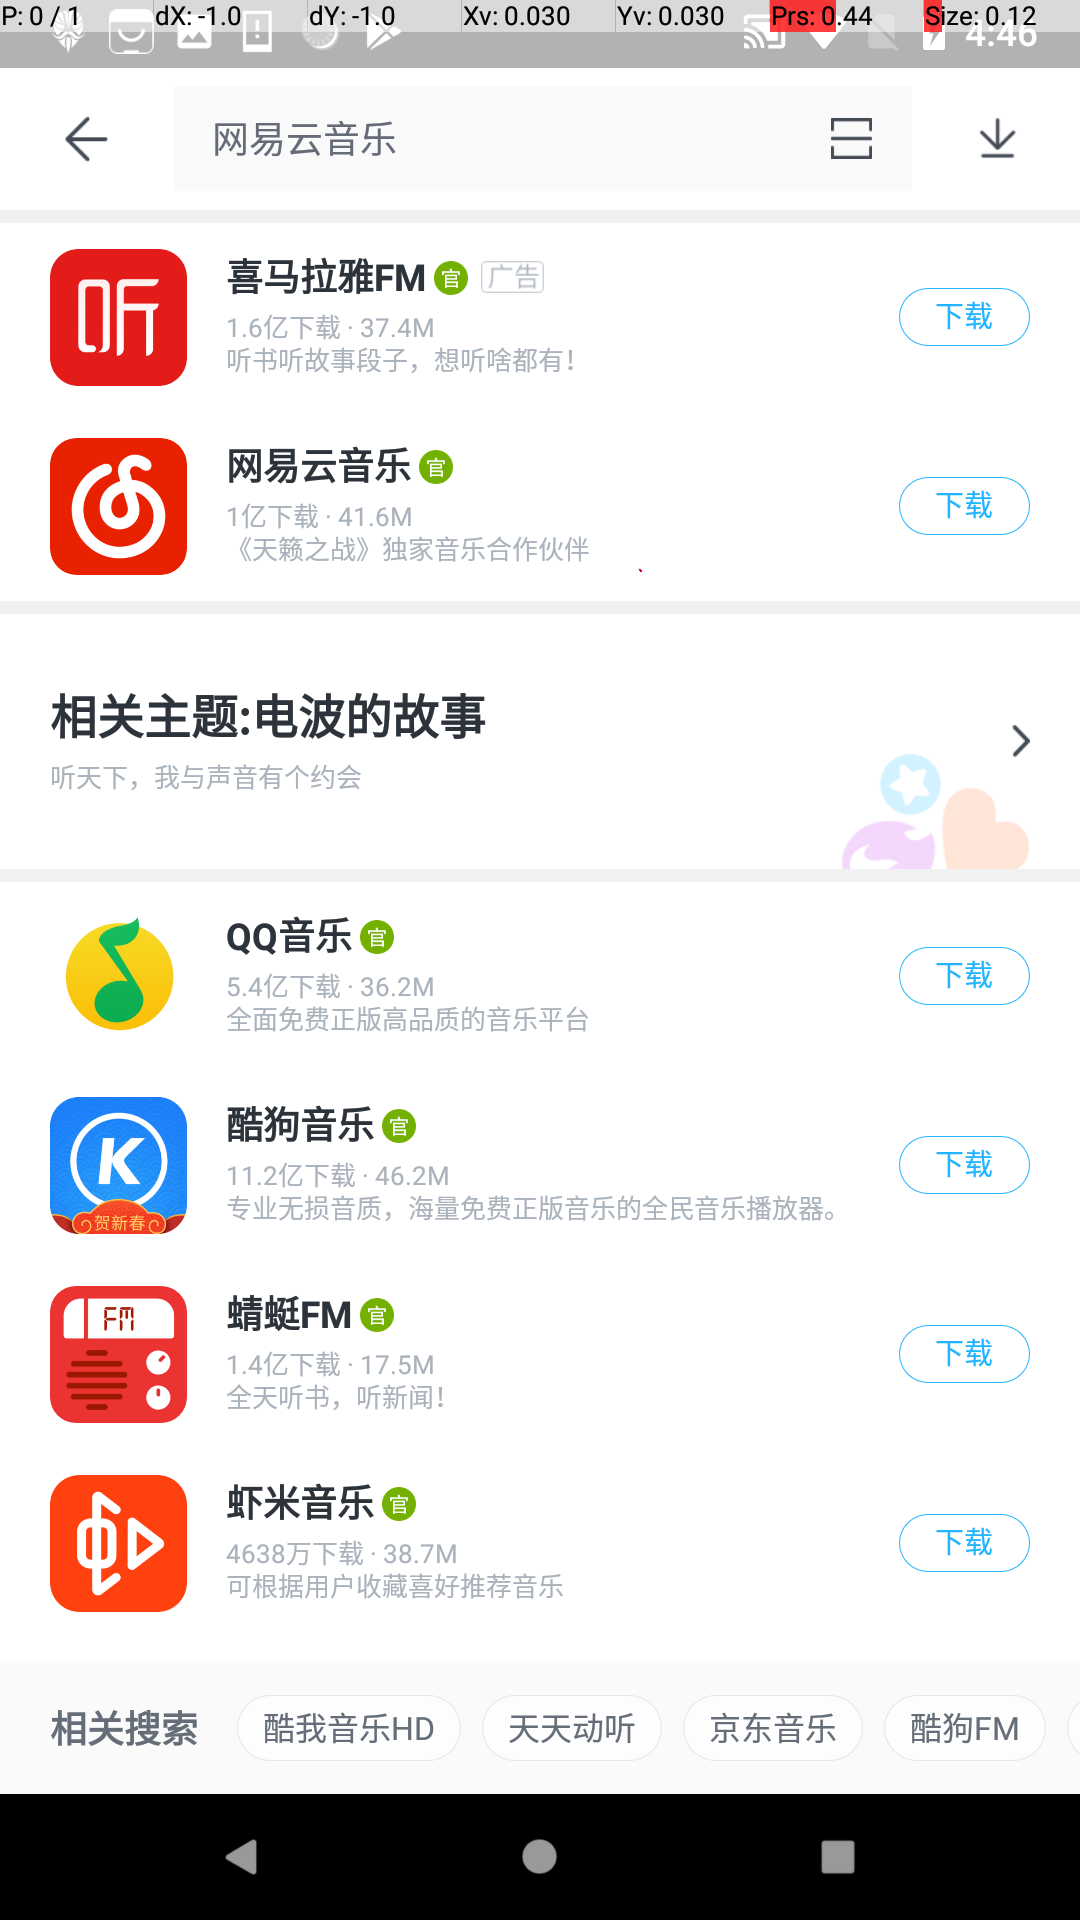 P: 0 / 1 dX: -1.0 dY: -1.0 Xv: 0.030 Yv: 0.030 Prs: 0.44 Size: 0.12
4:46
网易云音乐
听
喜马拉雅FM 官 广告
1.6亿下载 · 37.4M
听书听故事段子，想听啥都有！
下载
网易云音乐 官
1亿下载 · 41.6M
《天籁之战》独家音乐合作伙伴
下载
相关主题:电波的故事
听天下，我与声音有个约会
QQ音乐 官
5.4亿下载 · 36.2M
全面免费正版高品质的音乐平台
下载
K
贺新春
酷狗音乐 官
11.2亿下载 · 46.2M
专业无损音质，海量免费正版音乐的全民音乐播放器。
下载
FM
蜻蜓FM 官
1.4亿下载 · 17.5M
全天听书，听新闻！
下载
虾米音乐 官
4638万下载 · 38.7M
可根据用户收藏喜好推荐音乐
下载
相关搜索 酷我音乐HD 天天动听 京东音乐 酷狗FM